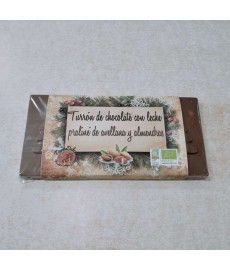 Turrón de chocolate con leche
praliné de avellana y almendras